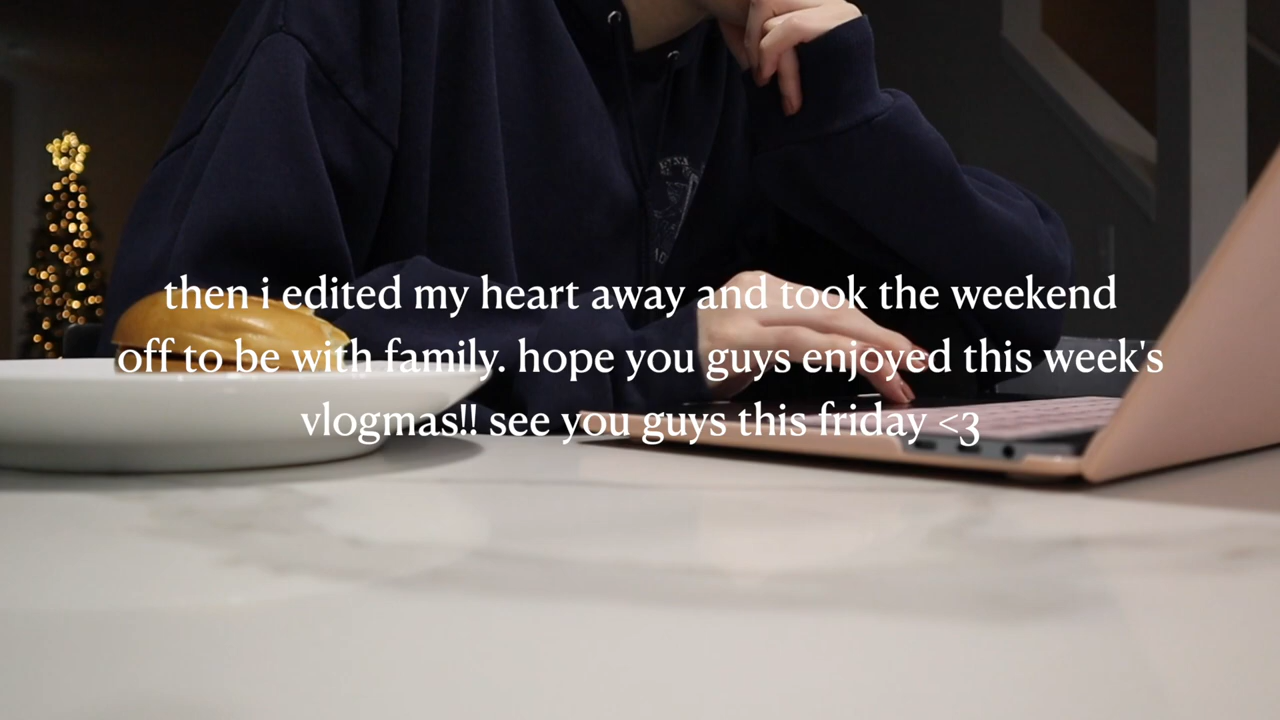 then i edited my heart away and took the weekend
off to be with family. hope you guys enjoyed this week's
vlogmas!! see you guys this friday <3